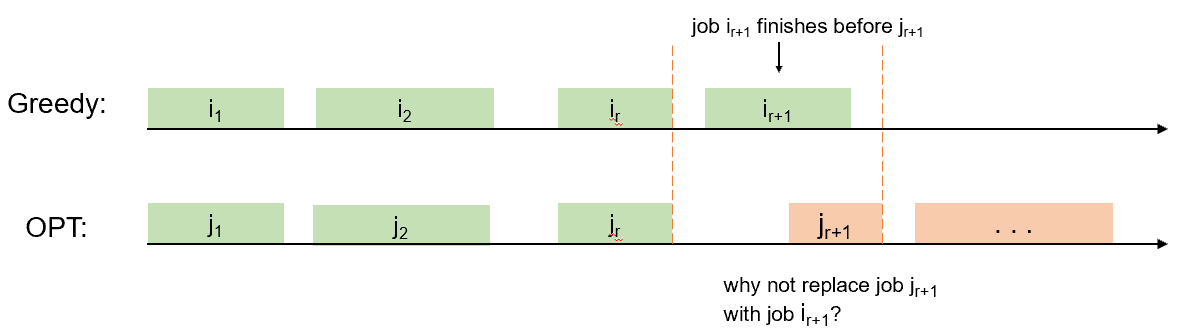 job i_{r+1} finishes before j_{r+1}
Greedy: i_1 i_2 i_r i_{r+1}
OPT: j_1 j_2 j_r j_{r+1} . . .
why not replace job j_{r+1}
with job i_{r+1}?